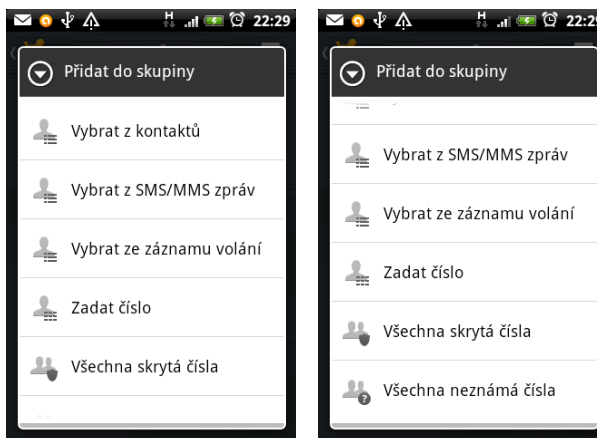 H 22:29
Přidat do skupiny
Vybrat z kontaktů
Vybrat z SMS/MMS zpráv
Vybrat ze záznamu volání
Zadat číslo
Všechna skrytá čísla
H 22:29
Přidat do skupiny
Vybrat z SMS/MMS zpráv
Vybrat ze záznamu volání
Zadat číslo
Všechna skrytá čísla
Všechna neznámá čísla